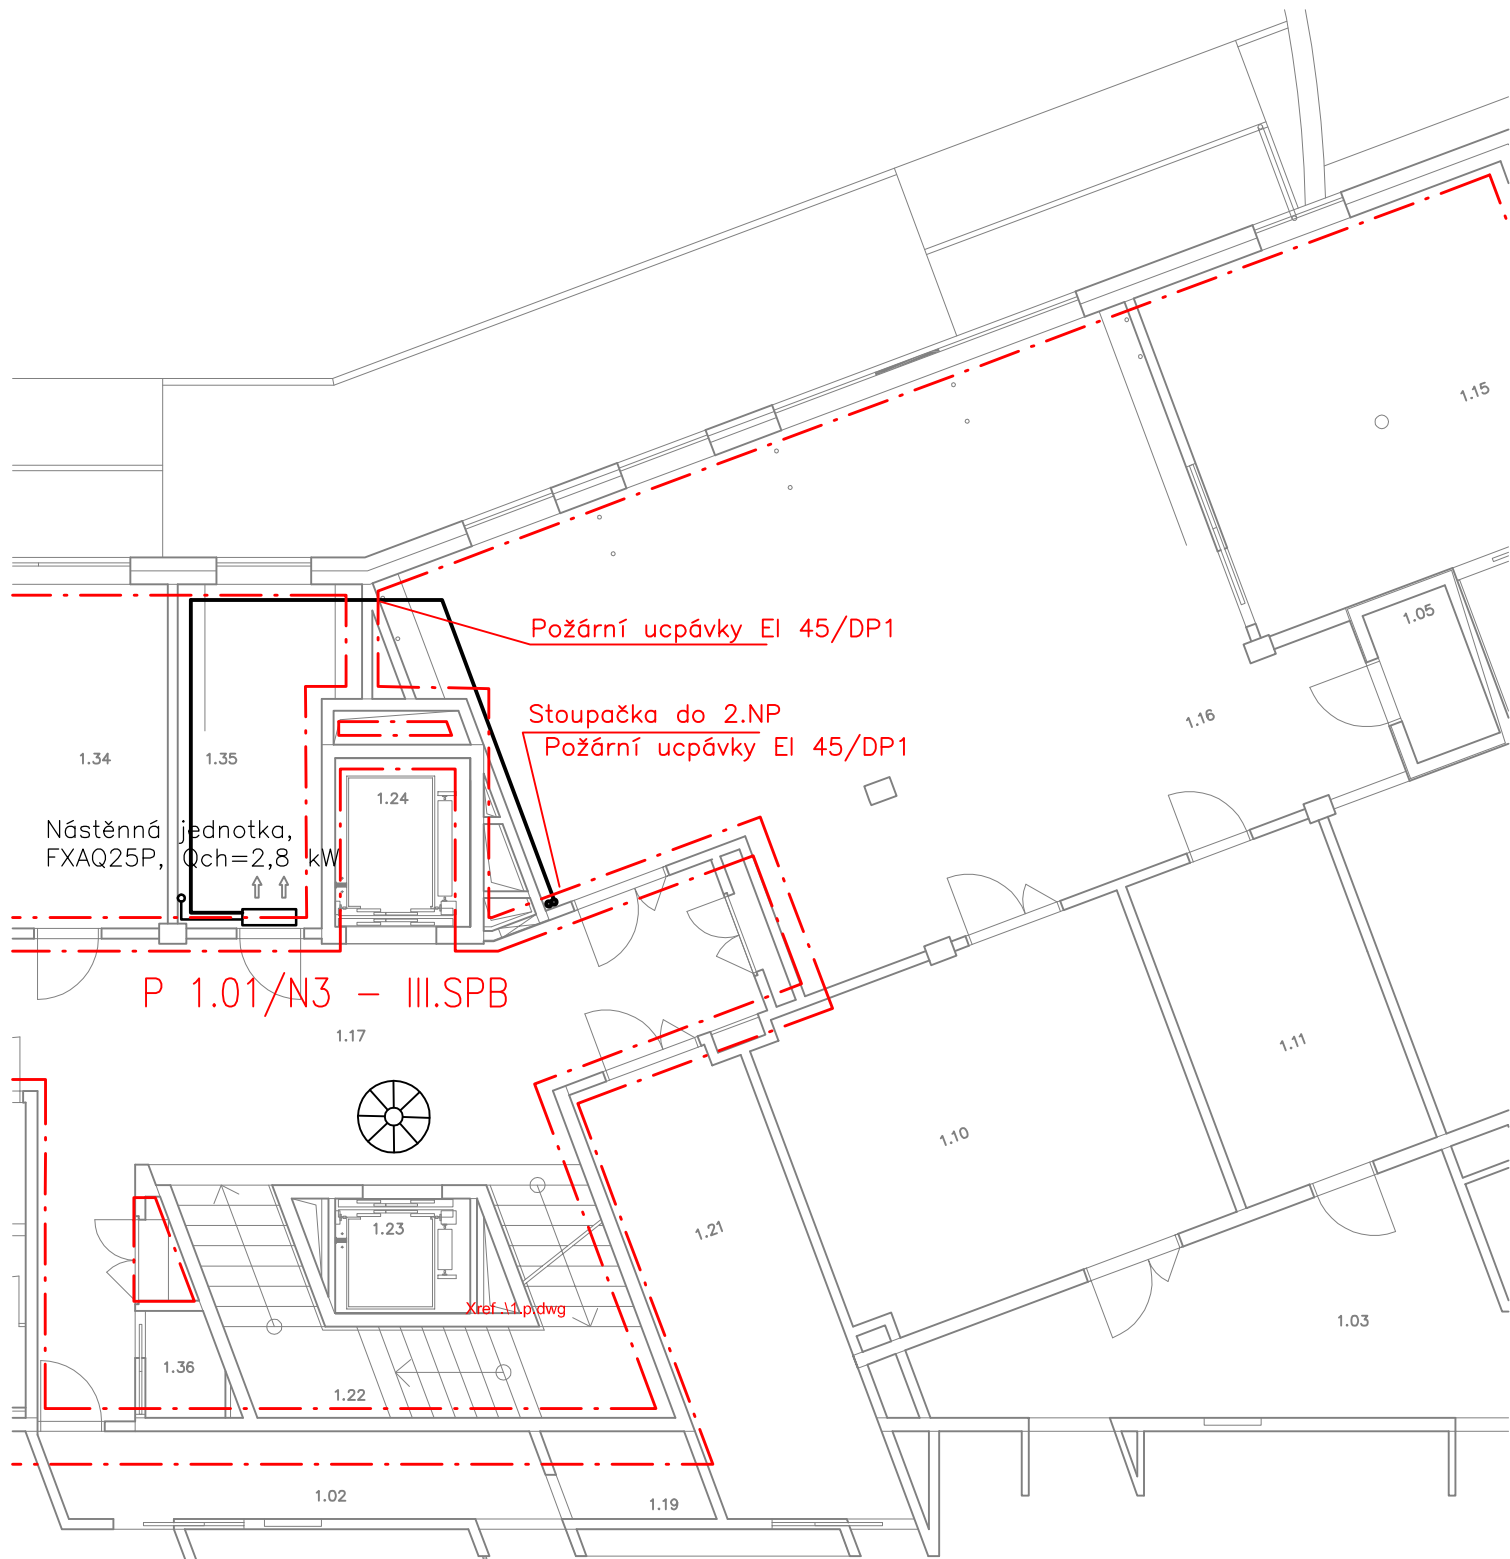 1.15
1.05
Požární ucpávky EI 45/DP1
Stoupačka do 2.NP
Požární ucpávky EI 45/DP1
1.16
1.34
1.35
1.24
Nástěnná jednotka,
FXAQ25P, Qch=2,8 kW
P 1.01/N3 – III.SPB
1.17
1.11
1.10
1.21
1.23
Xref .\1.p.dwg
1.03
1.36
1.22
1.02
1.19